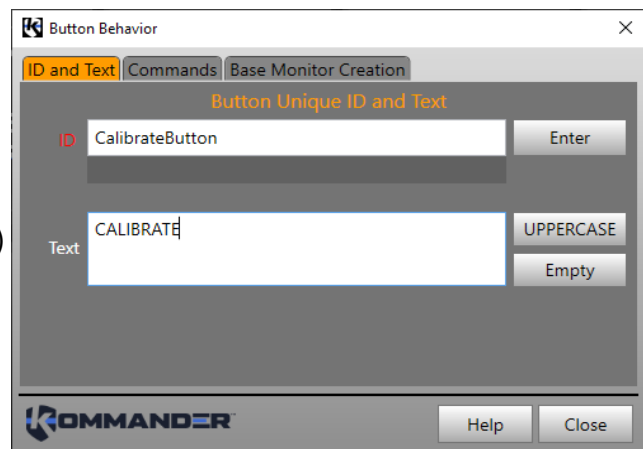 Button Behavior
ID and Text Commands Base Monitor Creation
Button Unique ID and Text
ID CalibrateButton Enter
Text CALIBRATE UPPERCASE
Empty
KOMMANDER
Help Close